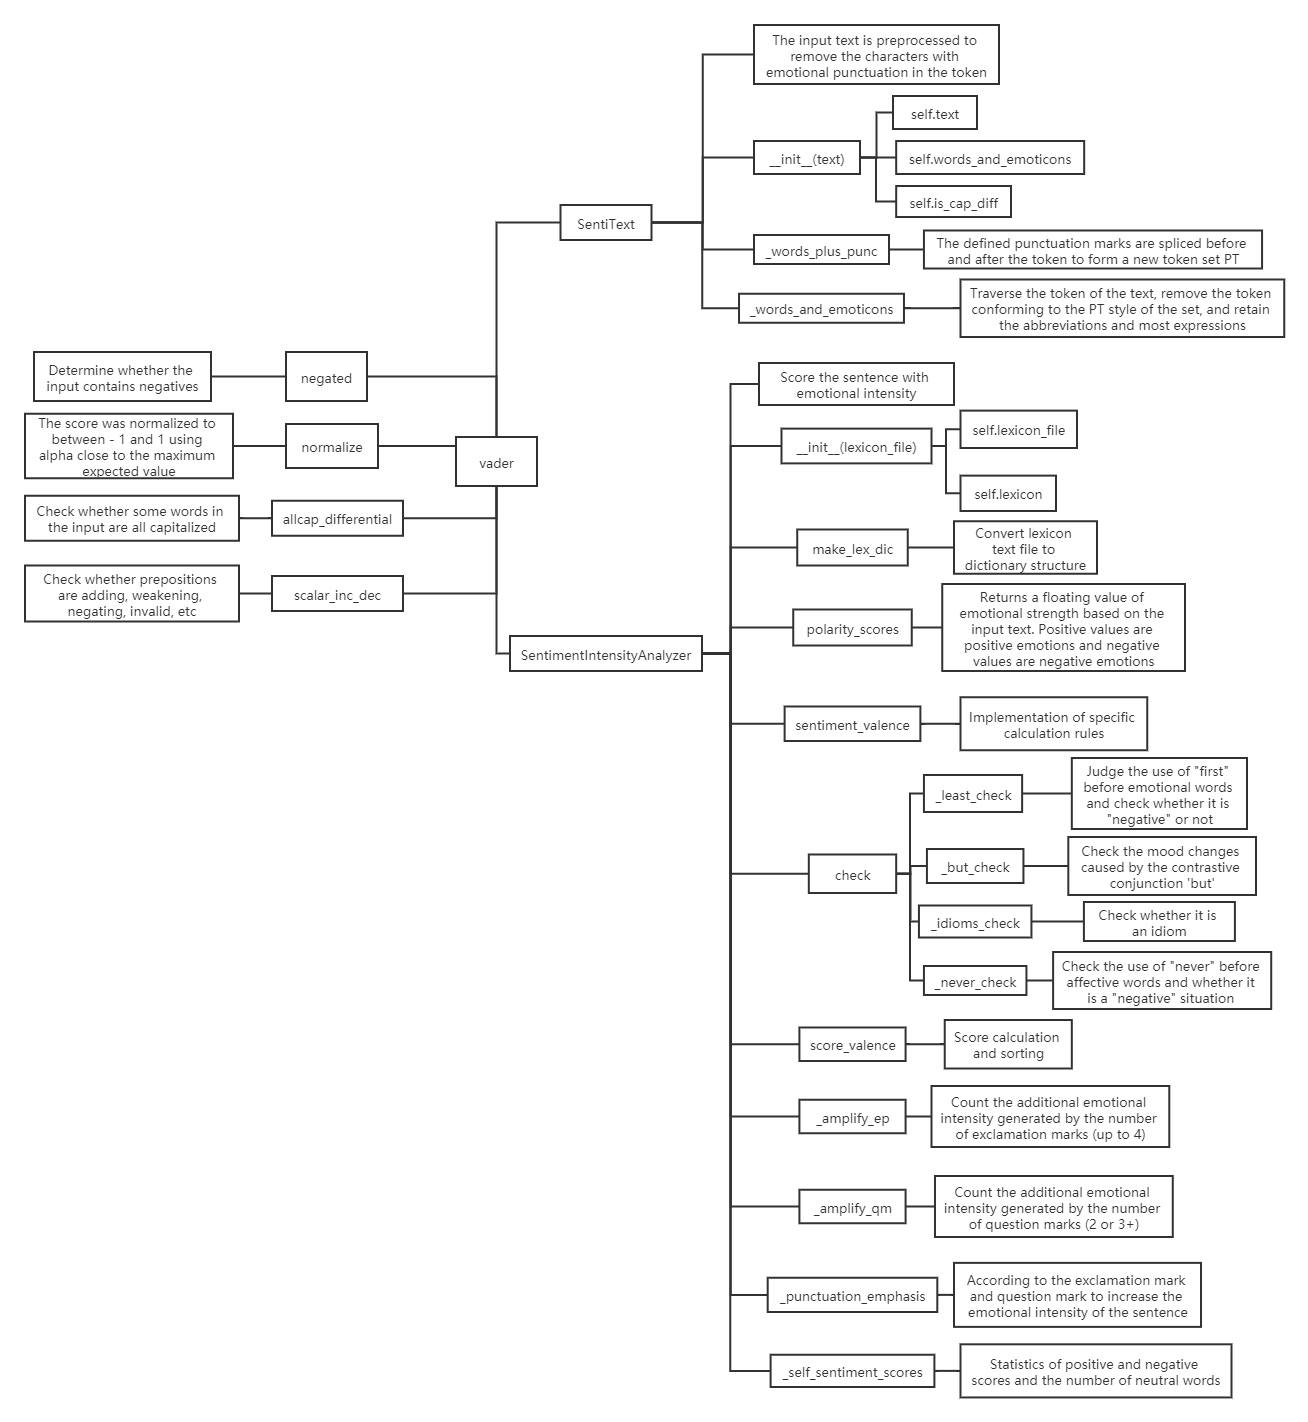 The input text is preprocessed to
remove the characters with
emotional punctuation in the token
self.text
__init__(text)
self.words_and_emoticons
self.is_cap_diff
SentiText
_words_plus_punc
The defined punctuation marks are spliced before
and after the token to form a new token set PT
_words_and_emoticons
Traverse the token of the text, remove the token
conforming to the PT style of the set, and retain
the abbreviations and most expressions
Determine whether the
input contains negatives
negated
The score was normalized to
between - 1 and 1 using
alpha close to the maximum
expected value
normalize
vader
Check whether some words in
the input are all capitalized
allcap_differential
Check whether prepositions
are adding, weakening,
negating, invalid, etc
scalar_inc_dec
SentimentIntensityAnalyzer
Score the sentence with
emotional intensity
__init__(lexicon_file)
self.lexicon_file
self.lexicon
make_lex_dic
Convert lexicon
text file to
dictionary structure
polarity_scores
Returns a floating value of
emotional strength based on the
input text. Positive values are
positive emotions and negative
values are negative emotions
sentiment_valence
Implementation of specific
calculation rules
check
_least_check
Judge the use of "first"
before emotional words
and check whether it is
"negative" or not
_but_check
Check the mood changes
caused by the contrastive
conjunction 'but'
_idioms_check
Check whether it is
an idiom
_never_check
Check the use of "never" before
affective words and whether it
is a "negative" situation
score_valence
Score calculation
and sorting
_amplify_ep
Count the additional emotional
intensity generated by the number
of exclamation marks (up to 4)
_amplify_qm
Count the additional emotional
intensity generated by the number
of question marks (2 or 3+)
_punctuation_emphasis
According to the exclamation mark
and question mark to increase the
emotional intensity of the sentence
_self_sentiment_scores
Statistics of positive and negative
scores and the number of neutral words